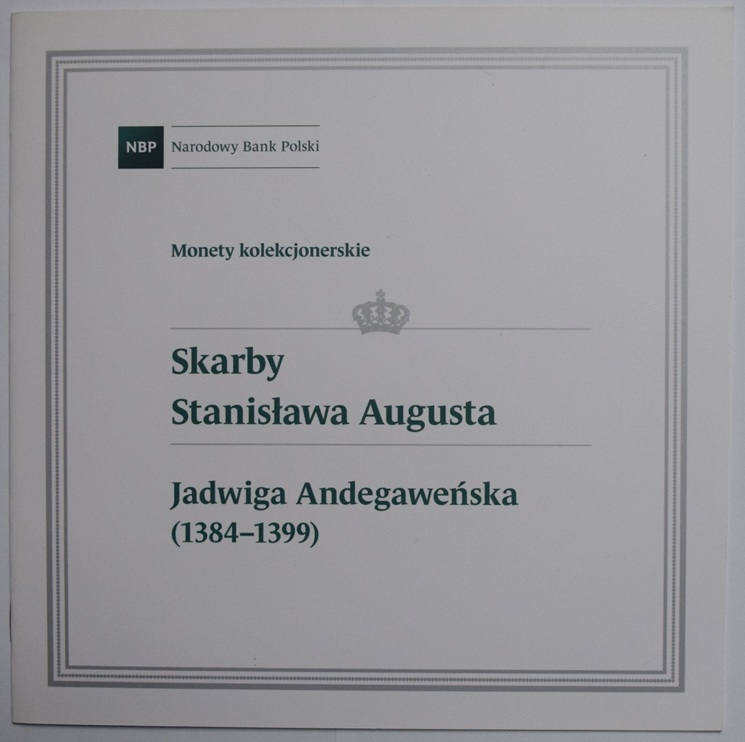 NBP Narodowy Bank Polski
Monety kolekcjonerskie
Skarby
Stanisława Augusta
Jadwiga Andegaweńska
(1384–1399)